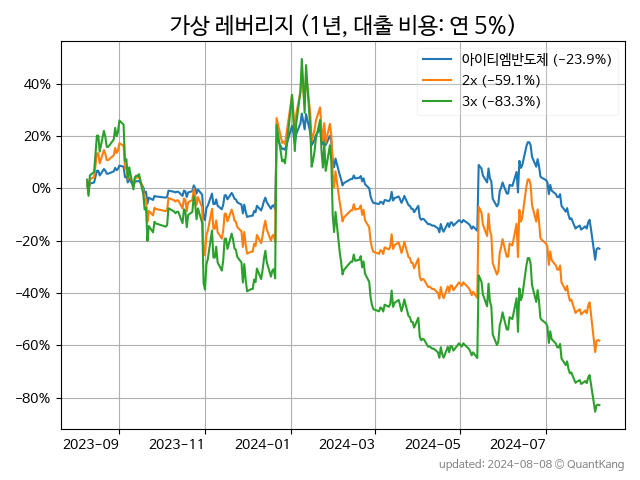 가상 레버리지 (1년, 대출 비용: 연 5%)
아이티엠반도체 (−23.9%)
2x (−59.1%)
3x (−83.3%)
40%
20%
0%
−20%
−40%
−60%
−80%
2023-09 2023-11 2024-01 2024-03 2024-05 2024-07
updated: 2024-08-08 © QuantKang